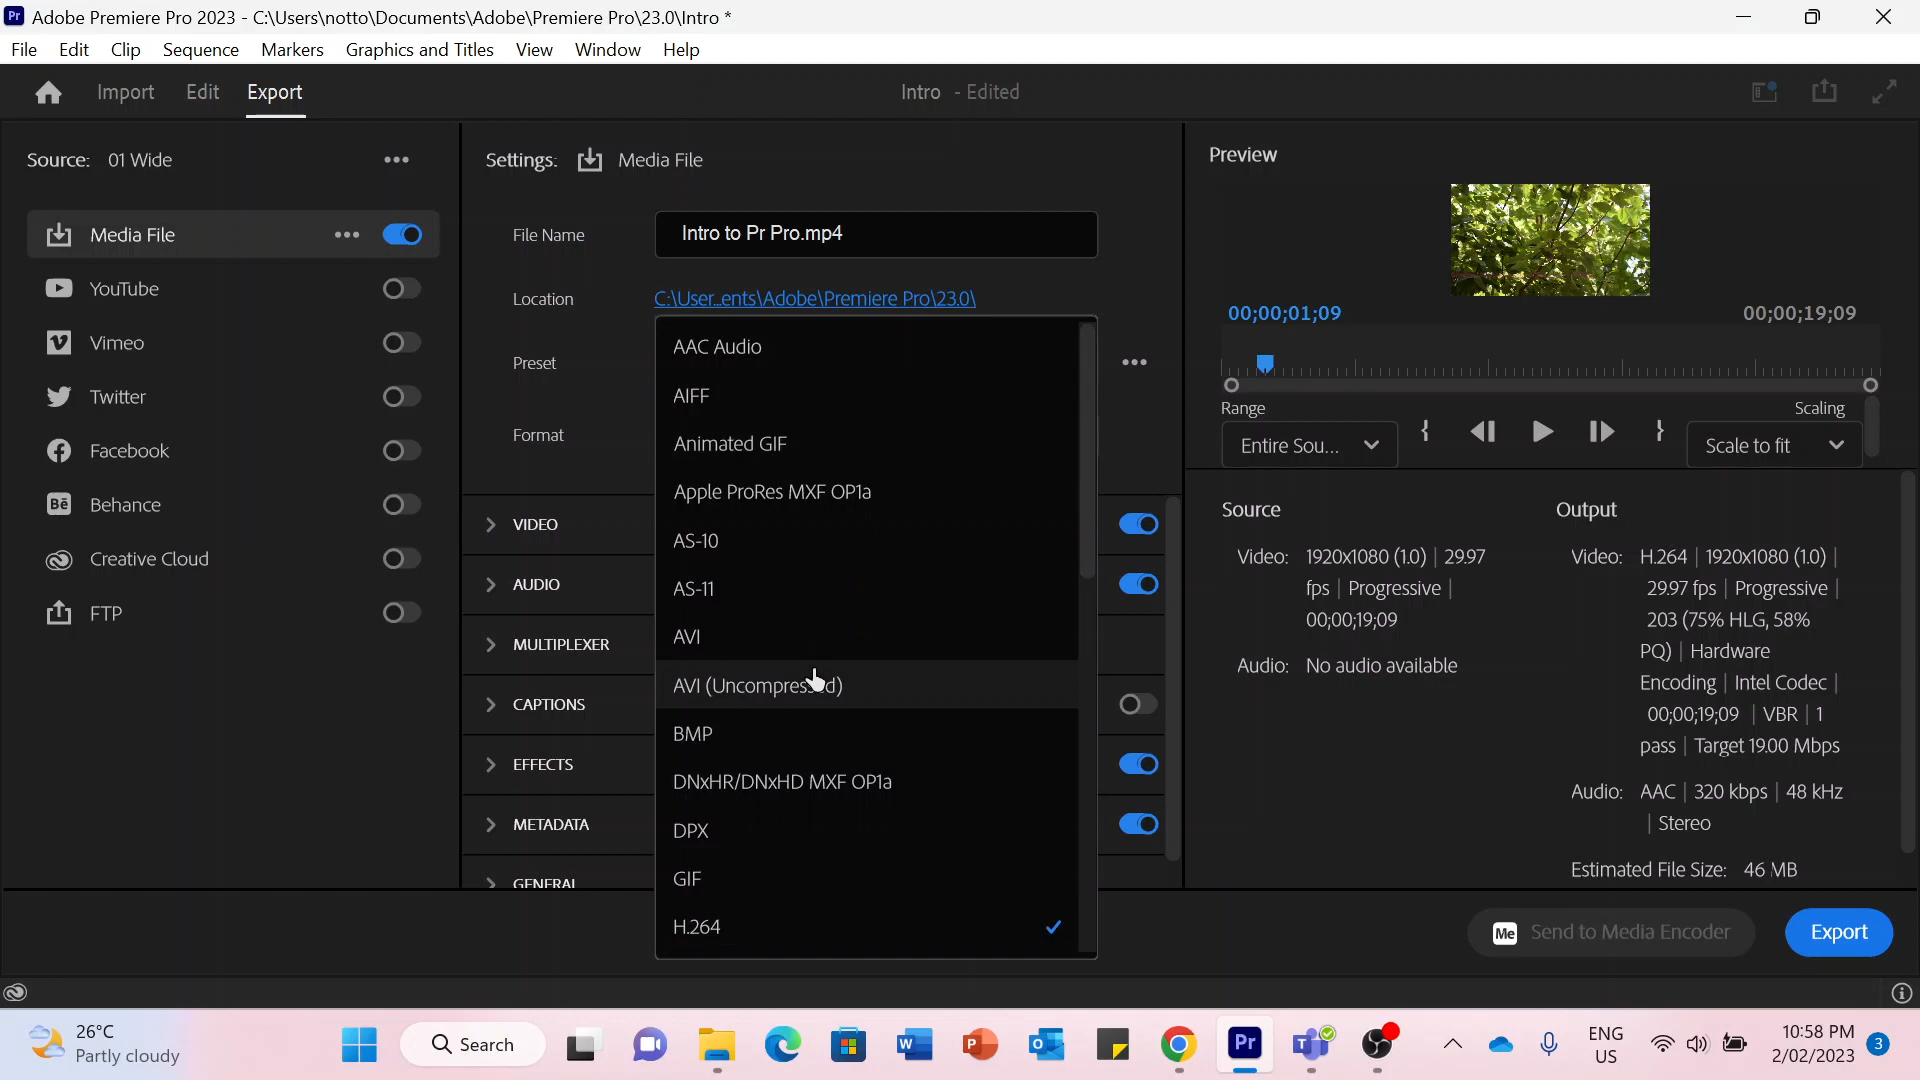 Pr Adobe Premiere Pro 2023 - C:\Users\notto\Documents\Adobe\Premiere Pro\23.0\Intro *
File Edit Clip Sequence Markers Graphics and Titles View Window Help
Import Edit Export Intro - Edited
Source: 01 Wide
Media File
YouTube
Vimeo
Twitter
Facebook
Bē Behance
Creative Cloud
FTP
Settings: Media File
File Name Intro to Pr Pro.mp4
Location C:\User...ents\Adobe\Premiere Pro\23.0\
Preset
Format
VIDEO
AUDIO
MULTIPLEXER
CAPTIONS
EFFECTS
METADATA
GENERAL
AAC Audio
AIFF
Animated GIF
Apple ProRes MXF OP1a
AS-10
AS-11
AVI
AVI (Uncompressed)
BMP
DNxHR/DNxHD MXF OP1a
DPX
GIF
H.264
Preview
00;00;01;09 00;00;19;09
Range Scaling
Entire Sou... Scale to fit
Source
Video: 1920x1080 (1.0) | 29.97
fps | Progressive |
00;00;19;09
Audio: No audio available
Output
Video: H.264 | 1920x1080 (1.0) |
29.97 fps | Progressive |
203 (75% HLG, 58%
PQ) | Hardware
Encoding | Intel Codec |
00;00;19;09 | VBR | 1
pass | Target 19.00 Mbps
Audio: AAC | 320 kbps | 48 kHz
| Stereo
Estimated File Size: 46 MB
Me Send to Media Encoder Export
26°C
Partly cloudy
Search
W P Pr
ENG
US
10:58 PM
2/02/2023
3